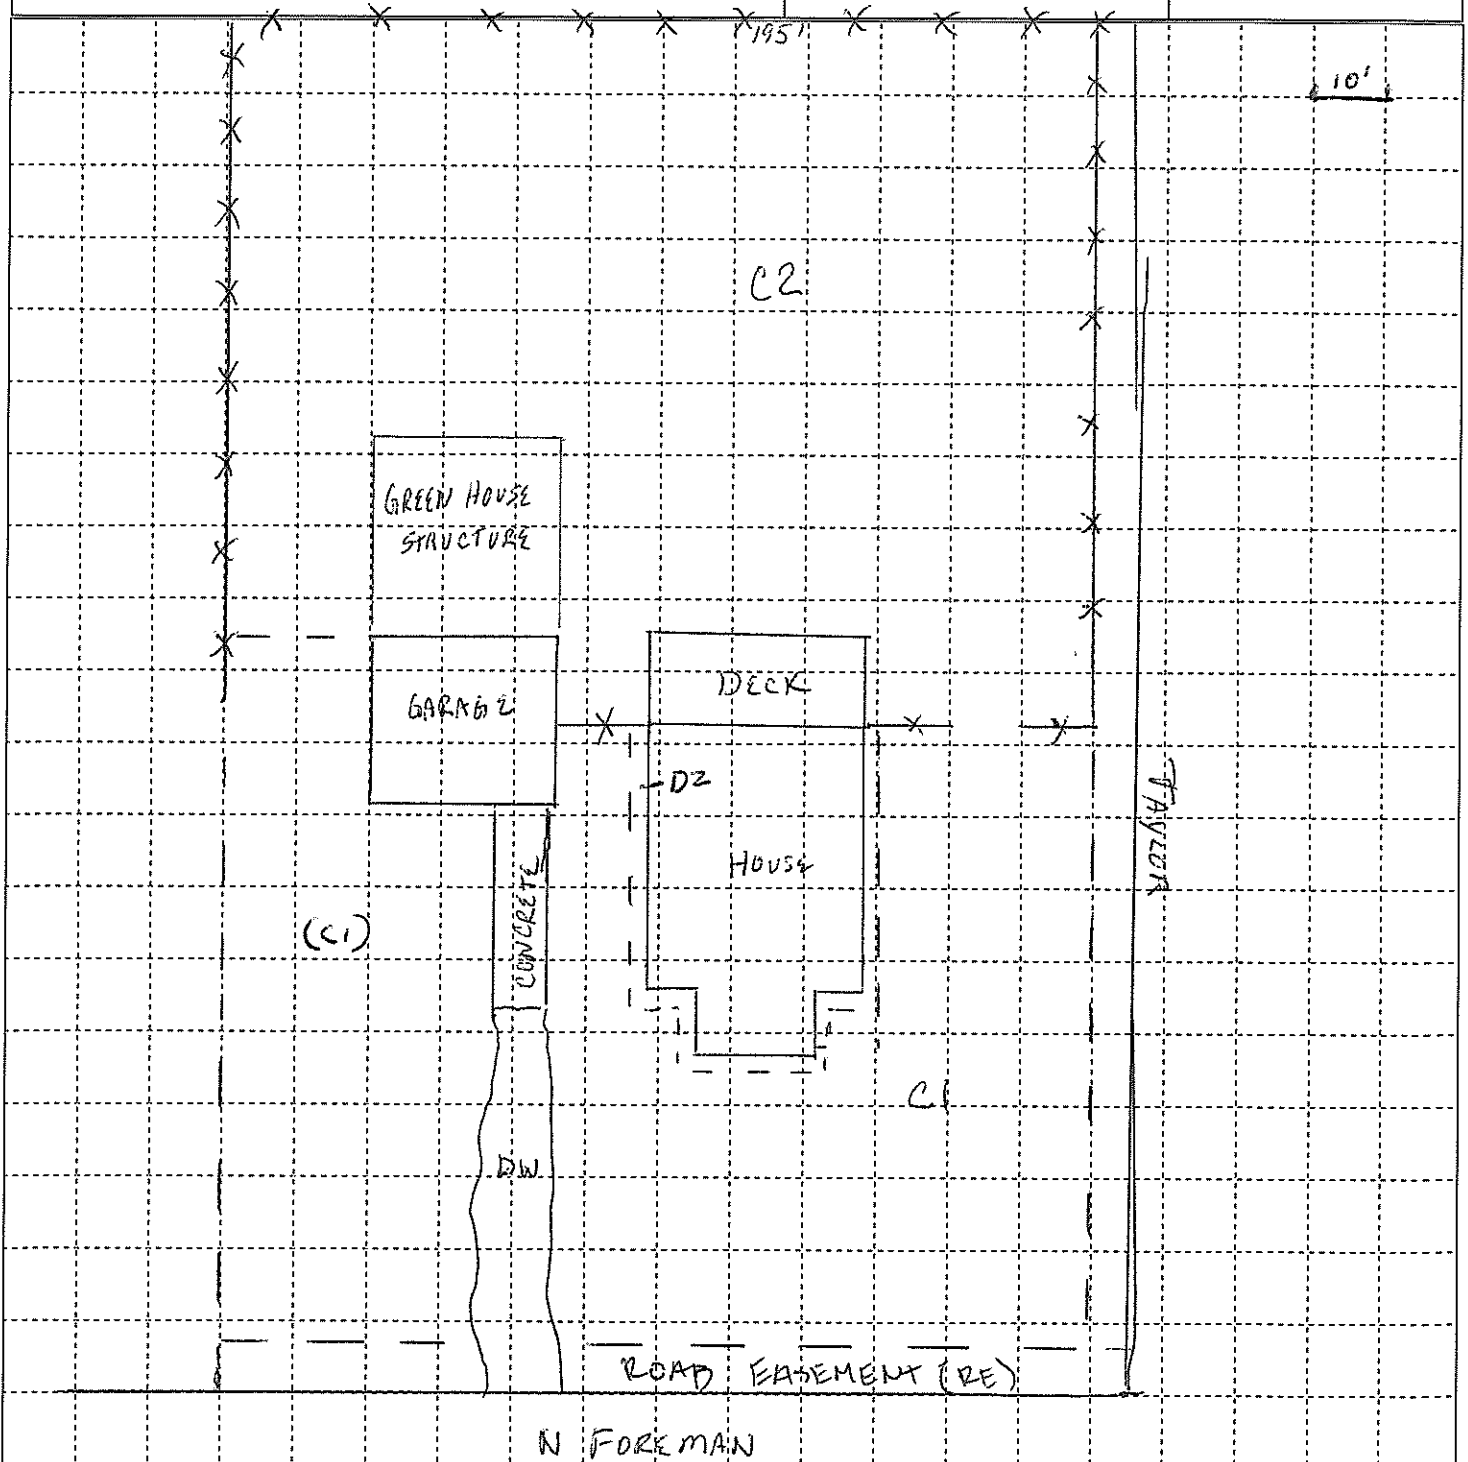 195'
10'
C2
GREEN HOUSE
STRUCTURE
DECK
GARAGE
D2
TAYLOR
HOUSE
CONCRETE
(C1)
C1
DW
ROAD EASEMENT (RE)
N FOREMAN